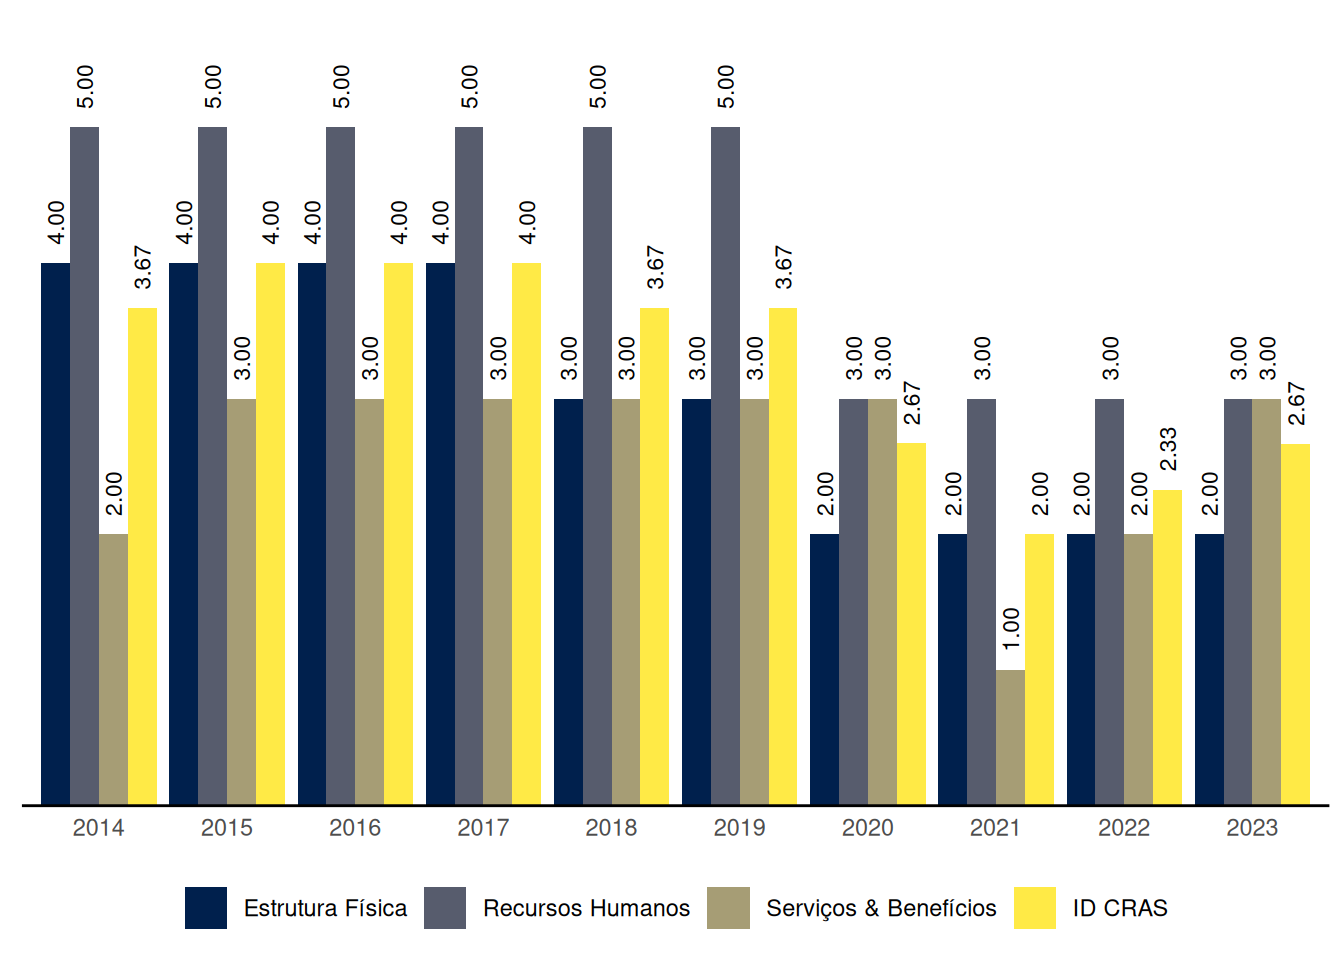 4.00 5.00 2.00 3.67 4.00 5.00 3.00 4.00 4.00 5.00 3.00 4.00 4.00 5.00 3.00 4.00 3.00 5.00 3.00 3.67 3.00 5.00 3.00 3.67 2.00 3.00 3.00 2.67 2.00 3.00 1.00 2.00 2.00 3.00 2.00 2.33 2.00 3.00 3.00 2.67
2014 2015 2016 2017 2018 2019 2020 2021 2022 2023
Estrutura Física Recursos Humanos Serviços & Benefícios ID CRAS